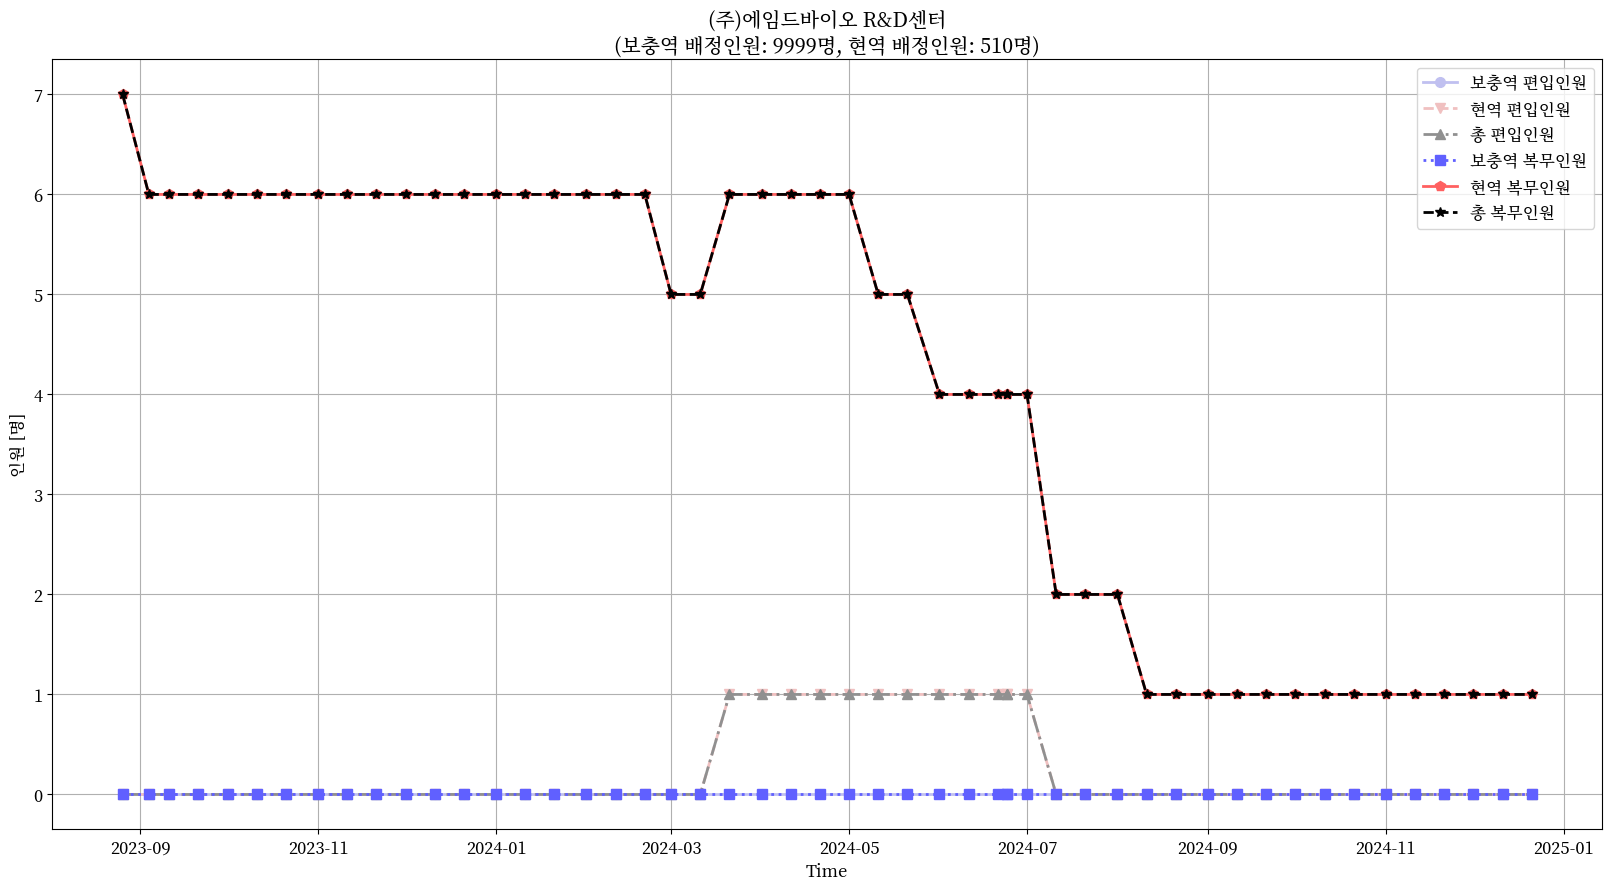 (주)에임드바이오 R&D센터
(보충역 배정인원: 9999명, 현역 배정인원: 510명)
보충역 편입인원
현역 편입인원
총 편입인원
보충역 복무인원
현역 복무인원
총 복무인원
인원 [명]
7
6
5
4
3
2
1
0
2023-09
2023-11
2024-01
2024-03
2024-05
2024-07
2024-09
2024-11
2025-01
Time